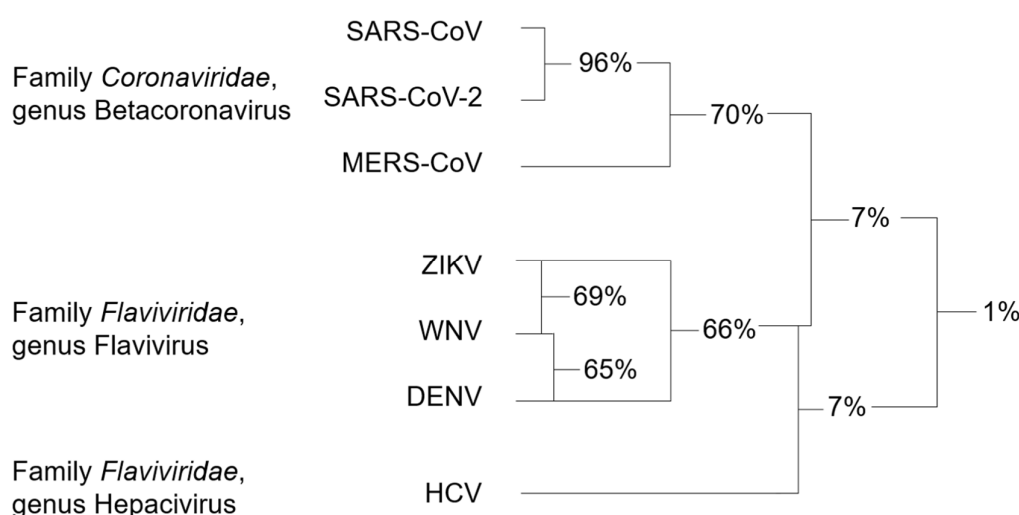 SARS-CoV
96%
Family Coronaviridae,
genus Betacoronavirus
SARS-CoV-2
70%
MERS-CoV
7%
ZIKV
69%
Family Flaviviridae,
genus Flavivirus
WNV
66%
1%
65%
DENV
7%
Family Flaviviridae,
genus Hepacivirus
HCV